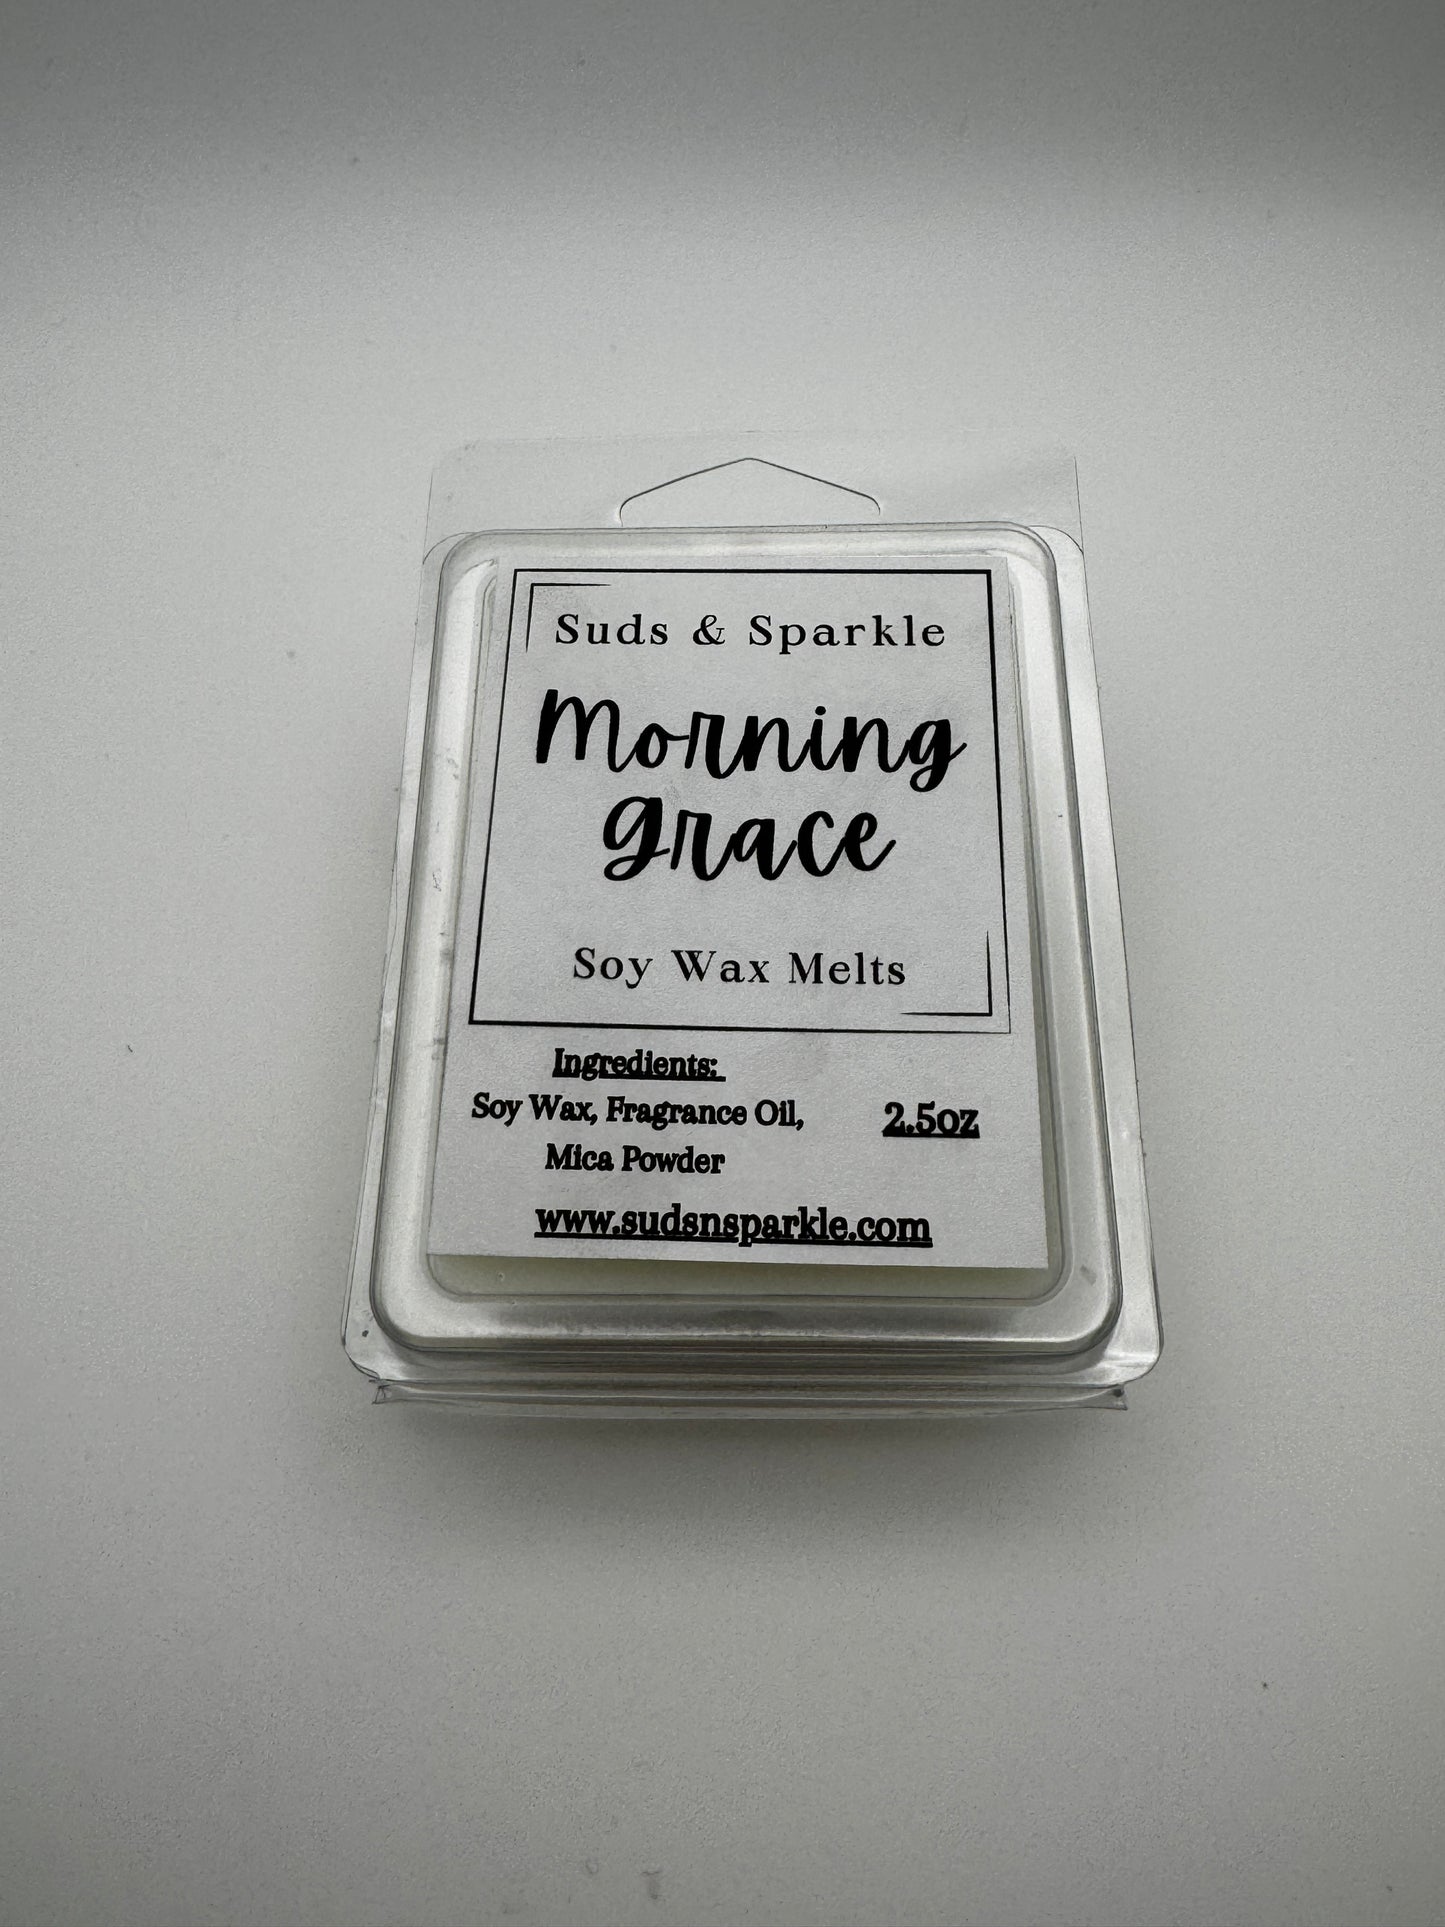 Suds & Sparkle
Morning
Grace
Soy Wax Melts
Ingredients:
Soy Wax, Fragrance Oil,
Mica Powder
2.5oz
www.sudsnsparkle.com